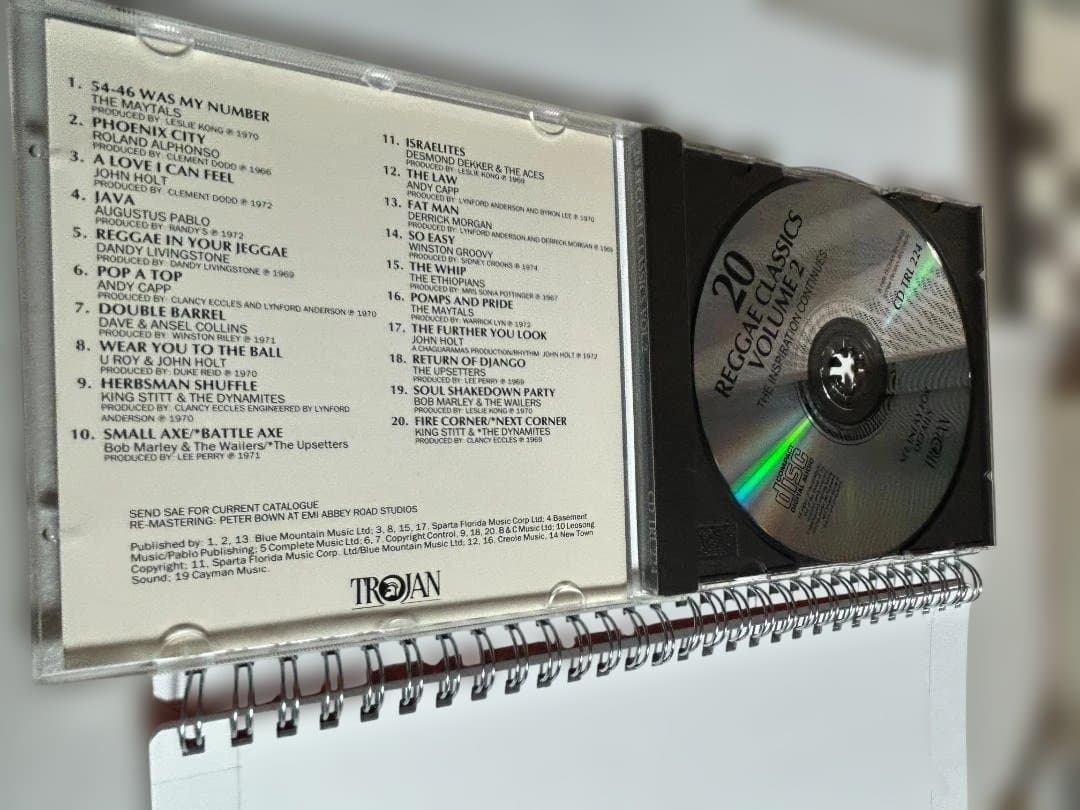 1. 54-46 WAS MY NUMBER
THE MAYTALS
PRODUCED BY: LESLIE KONG ℗ 1970
2. PHOENIX CITY
ROLAND ALPHONSO
PRODUCED BY: CLEMENT DODD ℗ 1966
3. A LOVE I CAN FEEL
JOHN HOLT
PRODUCED BY: CLEMENT DODD ℗ 1972
4. JAVA
AUGUSTUS PABLO
PRODUCED BY: RANDY'S ℗ 1972
5. REGGAE IN YOUR JEGGAE
DANDY LIVINGSTONE
PRODUCED BY: DANDY LIVINGSTONE ℗ 1969
6. POP A TOP
ANDY CAPP
PRODUCED BY: CLANCY ECCLES AND LYNFORD ANDERSON ℗ 1970
7. DOUBLE BARREL
DAVE & ANSEL COLLINS
PRODUCED BY: WINSTON RILEY ℗ 1971
8. WEAR YOU TO THE BALL
U ROY & JOHN HOLT
PRODUCED BY: DUKE REID ℗ 1970
9. HERBSMAN SHUFFLE
KING STITT & THE DYNAMITES
PRODUCED BY: CLANCY ECCLES ENGINEERED BY LYNFORD
ANDERSON ℗ 1970
10. SMALL AXE/*BATTLE AXE
Bob Marley & The Wailers/*The Upsetters
PRODUCED BY: LEE PERRY ℗ 1971
11. ISRAELITES
DESMOND DEKKER & THE ACES
PRODUCED BY: LESLIE KONG ℗ 1969
12. THE LAW
ANDY CAPP
PRODUCED BY: LYNFORD ANDERSON AND BYRON LEE ℗ 1970
13. FAT MAN
DERRICK MORGAN
PRODUCED BY: LYNFORD ANDERSON AND DERRICK MORGAN ℗
14. SO EASY
WINSTON GROOVY
PRODUCED BY: SIDNEY CROOKS ℗ 1974
15. THE WHIP
THE ETHIOPIANS
PRODUCED BY: MRS SONIA POTTINGER ℗ 1967
16. POMPS AND PRIDE
THE MAYTALS
PRODUCED BY: WARRICK LYN ℗ 1972
17. THE FURTHER YOU LOOK
JOHN HOLT
A CHAGUARAMAS PRODUCTION/RHYTHM: JOHN HOLT ℗ 1972
18. RETURN OF DJANGO
THE UPSETTERS
PRODUCED BY: LEE PERRY ℗ 1969
19. SOUL SHAKEDOWN PARTY
BOB MARLEY & THE WAILERS
PRODUCED BY: LESLIE KONG ℗ 1970
20. FIRE CORNER/*NEXT CORNER
KING STITT & *THE DYNAMITES
PRODUCED BY: CLANCY ECCLES ℗ 1969
SEND SAE FOR CURRENT CATALOGUE
RE-MASTERING: PETER BOWN AT EMI ABBEY ROAD STUDIOS
Published by: 1, 2, 13. Blue Mountain Music Ltd; 3, 8, 15, 17. Sparta Florida Music Corp Ltd; 4 Basement
Music/Pablo Publishing; 5 Complete Music Ltd; 6, 7. Copyright Control, 9, 18, 20. B & C Music Ltd; 10 Leosong
Copyright; 11, Sparta Florida Music Corp. Ltd/Blue Mountain Music Ltd; 12, 16. Creole Music, 14 New Town
Sound; 19 Cayman Music.
TROJAN
20
REGGAE CLASSICS
VOLUME 2
THE INSPIRATION CONTINUES
CD TRL 224
COMPACT
disc
DIGITAL AUDIO
TROJAN